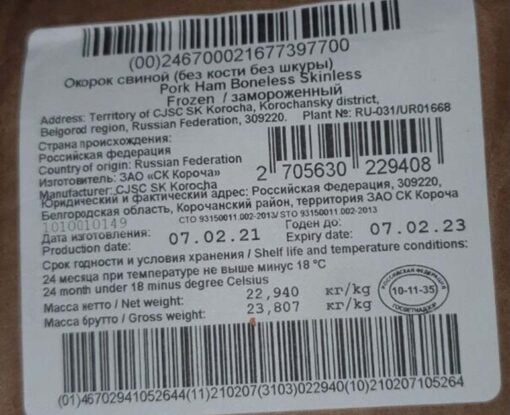 (00)246700021677397700
Окорок свиной (без кости без шкуры)
Pork Ham Boneless Skinless
Frozen / замороженный
Address: Territory of CJSC SK Korocha, Korochansky district,
Belgorod region, Russian Federation, 309220. Plant №: RU-031/UR01668
Страна происхождения:
Российская федерация
Country of origin: Russian Federation
Изготовитель: ЗАО «СК Короча»
Manufacturer: CJSC SK Korocha
2 705630 229408
Юридический и фактический адрес: Российская Федерация, 309220,
Белгородская область, Корочанский район, территория ЗАО СК Короча
1010010149
СТО 93150011.002-2013/ STO 93150011.002-2013
Дата изготовления:
Production date:
07.02.21
Годен до:
Expiry date:
07.02.23
Срок годности и условия хранения / Shelf life and temperature conditions:
24 месяца при температуре не выше минус 18 °C
24 month under 18 minus degree Celsius
Масса нетто / Net weight: 22,940 кг/kg
Масса брутто / Gross weight: 23,807 кг/kg
РОССИЙСКАЯ ФЕДЕРАЦИЯ
10-11-35
ГОСВЕТНАДЗОР
(01)46702941052644(11)210207(3103)022940(10)210207105264